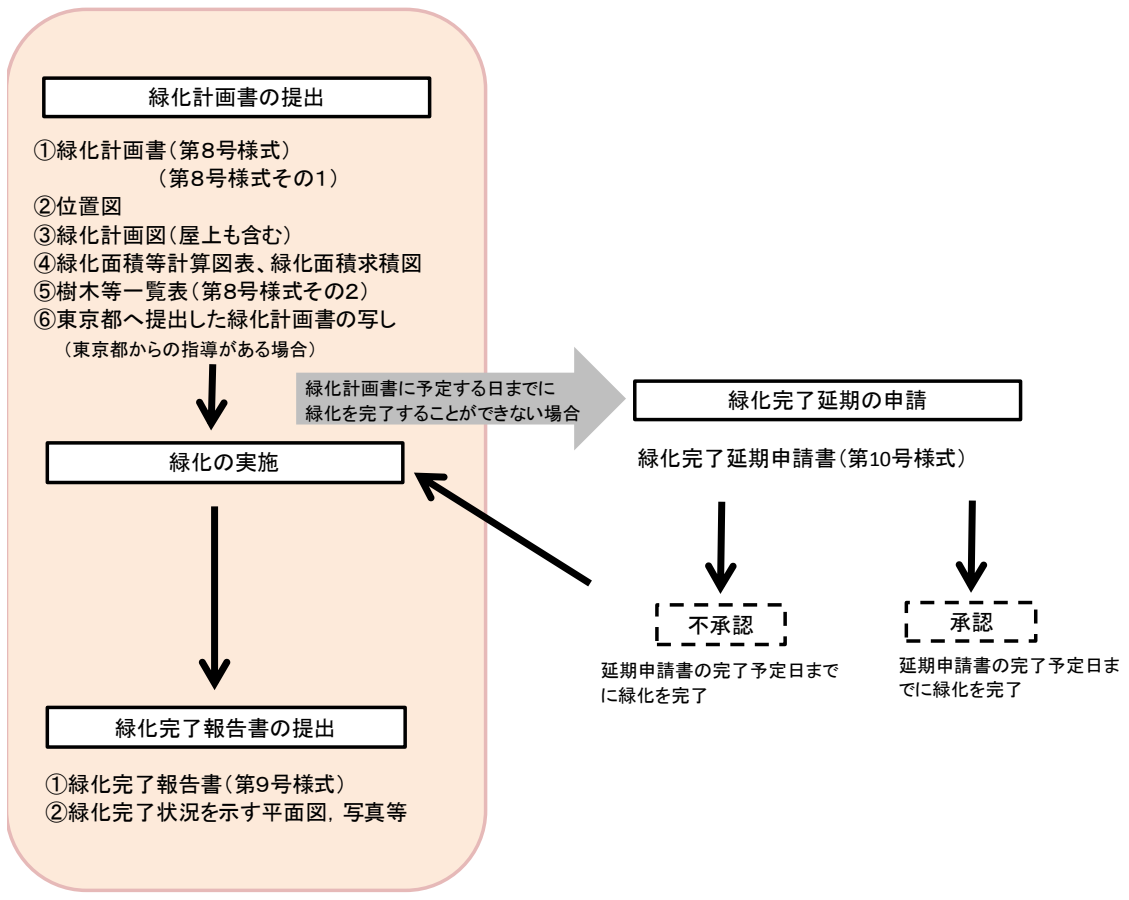 緑化計画書の提出
①緑化計画書（第８号様式）
（第８号様式その１）
②位置図
③緑化計画図（屋上も含む）
④緑化面積等計算図表、緑化面積求積図
⑤樹木等一覧表（第８号様式その２）
⑥東京都へ提出した緑化計画書の写し
（東京都からの指導がある場合）
緑化計画書に予定する日までに
緑化を完了することができない場合
緑化完了延期の申請
緑化完了延期申請書（第10号様式）
緑化の実施
不承認
延期申請書の完了予定日まで
に緑化を完了
承認
延期申請書の完了予定日ま
でに緑化を完了
緑化完了報告書の提出
①緑化完了報告書（第９号様式）
②緑化完了状況を示す平面図，写真等